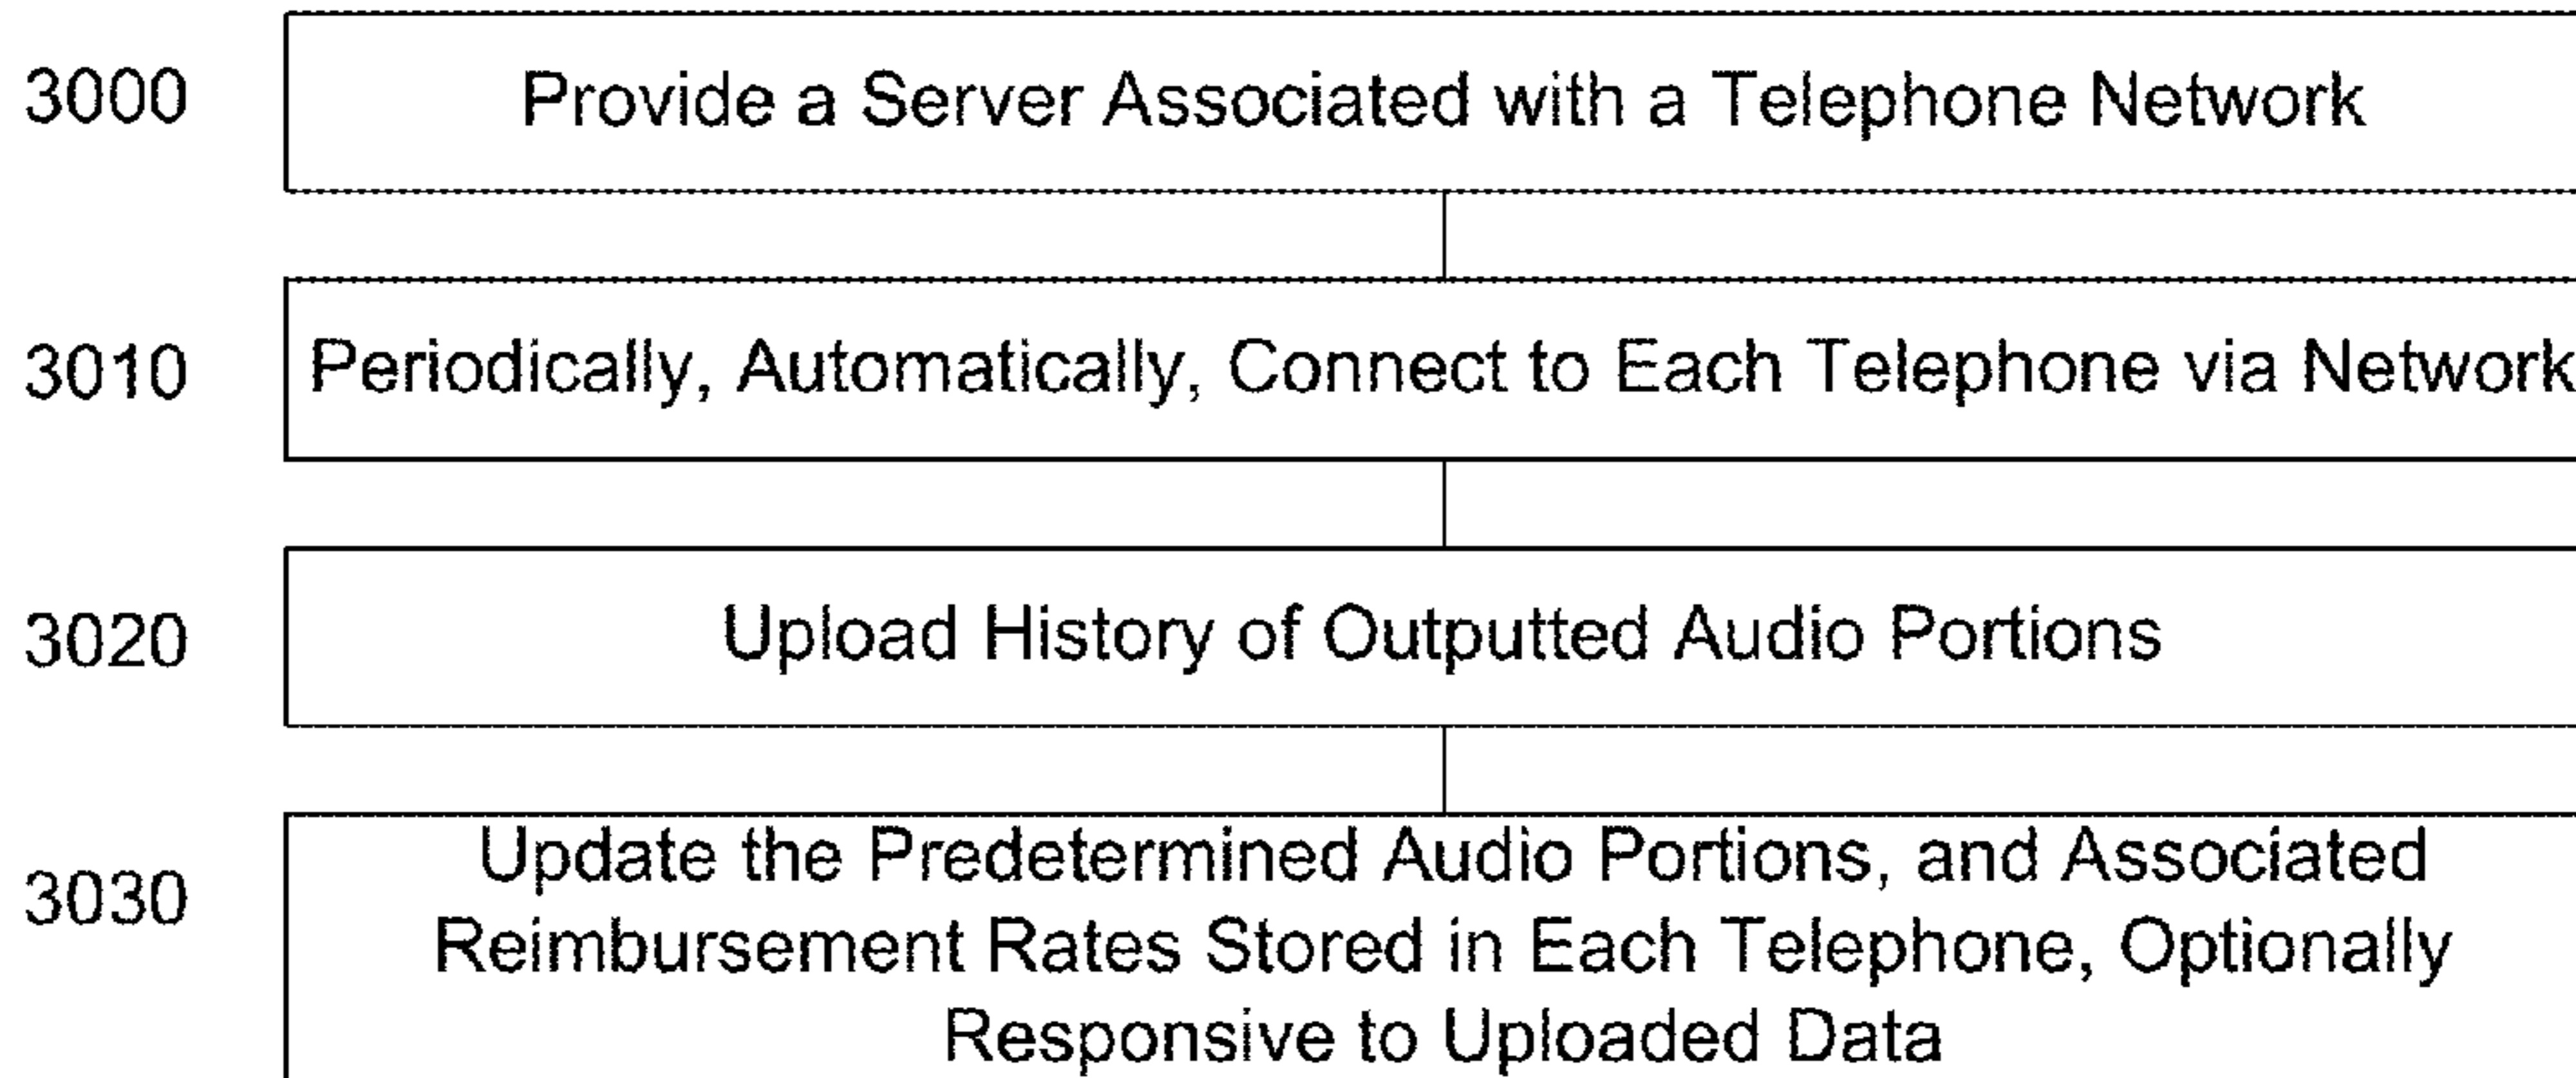 3000 Provide a Server Associated with a Telephone Network
3010 Periodically, Automatically, Connect to Each Telephone via Network
3020 Upload History of Outputted Audio Portions
3030 Update the Predetermined Audio Portions, and Associated
Reimbursement Rates Stored in Each Telephone, Optionally
Responsive to Uploaded Data